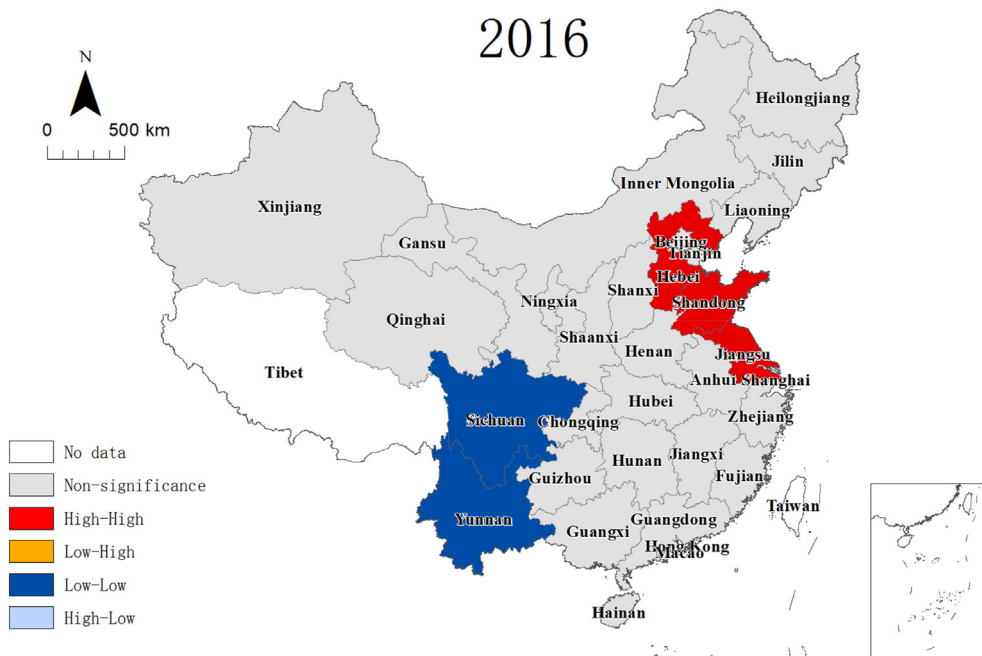 2016
N
0 500 km
Heilongjiang
Jilin
Inner Mongolia
Liaoning
Xinjiang
Gansu
Beijing
Tianjin
Hebei
Shanxi
Ningxia
Shandong
Qinghai
Shaanxi
Henan
Jiangsu
Tibet
Anhui
Shanghai
Hubei
Zhejiang
Sichuan
Chongqing
Hunan
Jiangxi
Guizhou
Fujian
Taiwan
Yunnan
Guangxi
Guangdong
Hong Kong
Macao
Hainan
No data
Non-significance
High-High
Low-High
Low-Low
High-Low